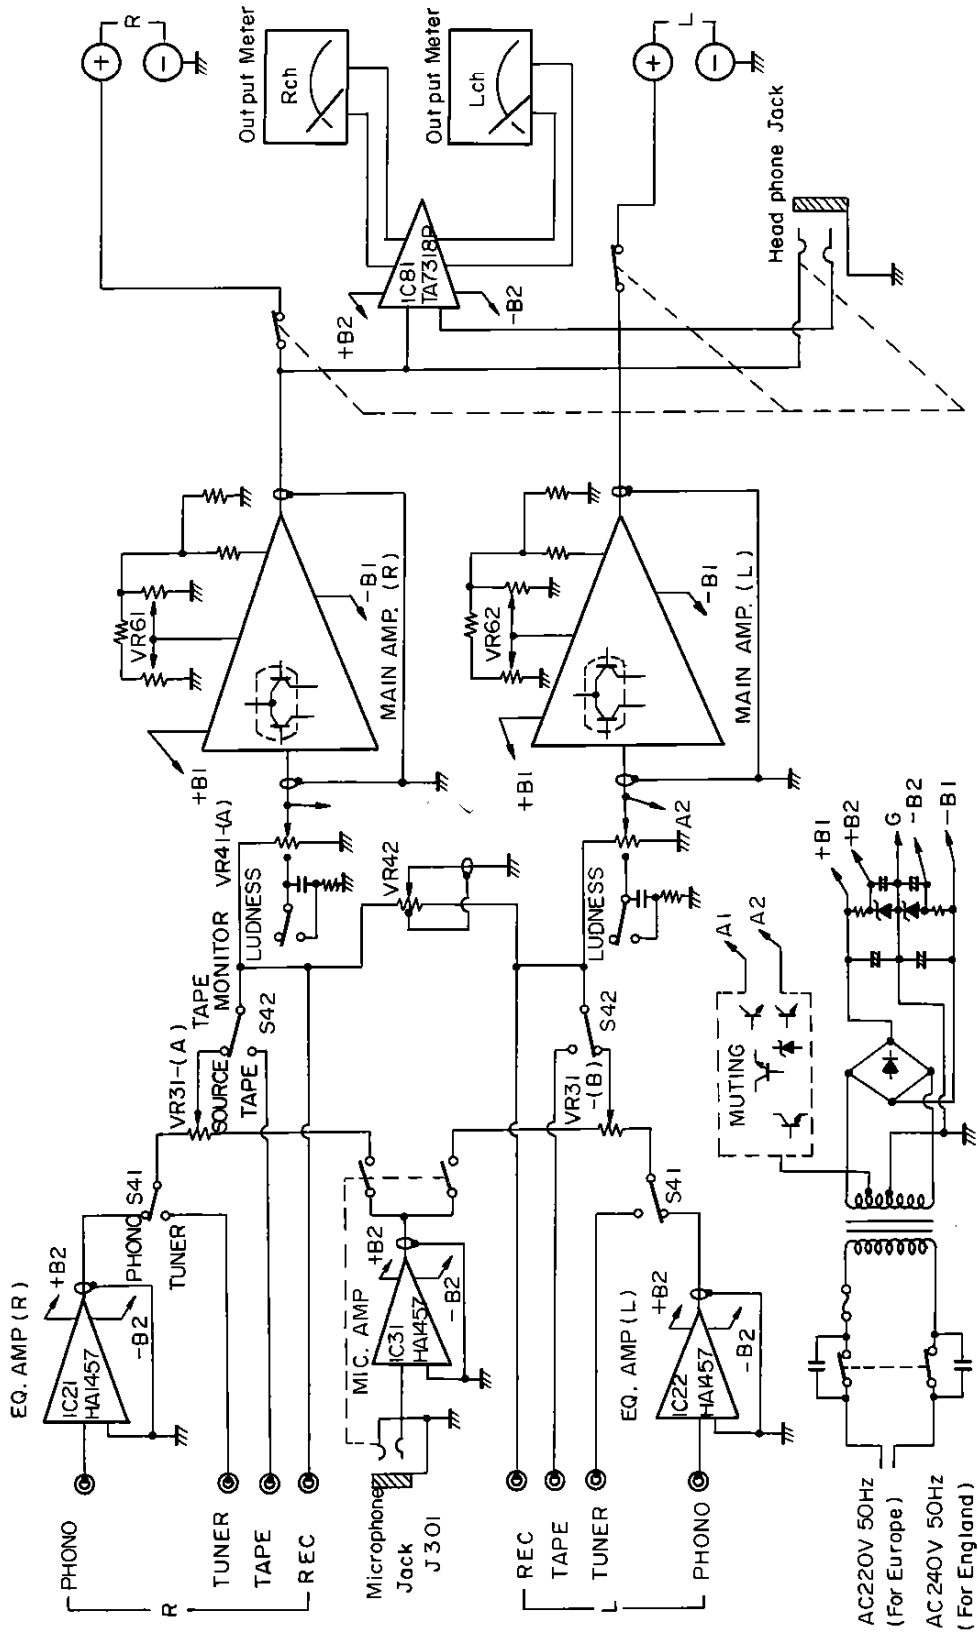 PHONO
R
TUNER
TAPE
REC
EQ. AMP (R)
IC21
HA1457
+B2
-B2
PHONO
TUNER
S41
VR31-(A)
SOURCE
TAPE
TAPE
MONITOR
S42
VR41-(A)
LUDNESS
VR42
+B1
VR61
-B1
MAIN AMP. (R)
Output Meter
Rch
+
-
R
Microphone
Jack
J301
MIC. AMP
IC31
HA1457
+B2
-B2
+B2
IC81
TA7318P
-B2
Output Meter
Lch
REC
TAPE
TUNER
L
PHONO
EQ. AMP (L)
IC22
HA1457
+B2
-B2
S41
VR31
-(B)
S42
LUDNESS
A2
+B1
VR62
-B1
MAIN AMP. (L)
+
-
L
Head phone Jack
MUTING
A1
A2
+B1
+B2
G
-B2
-B1
AC220V 50Hz
(For Europe)
AC240V 50Hz
(For England)